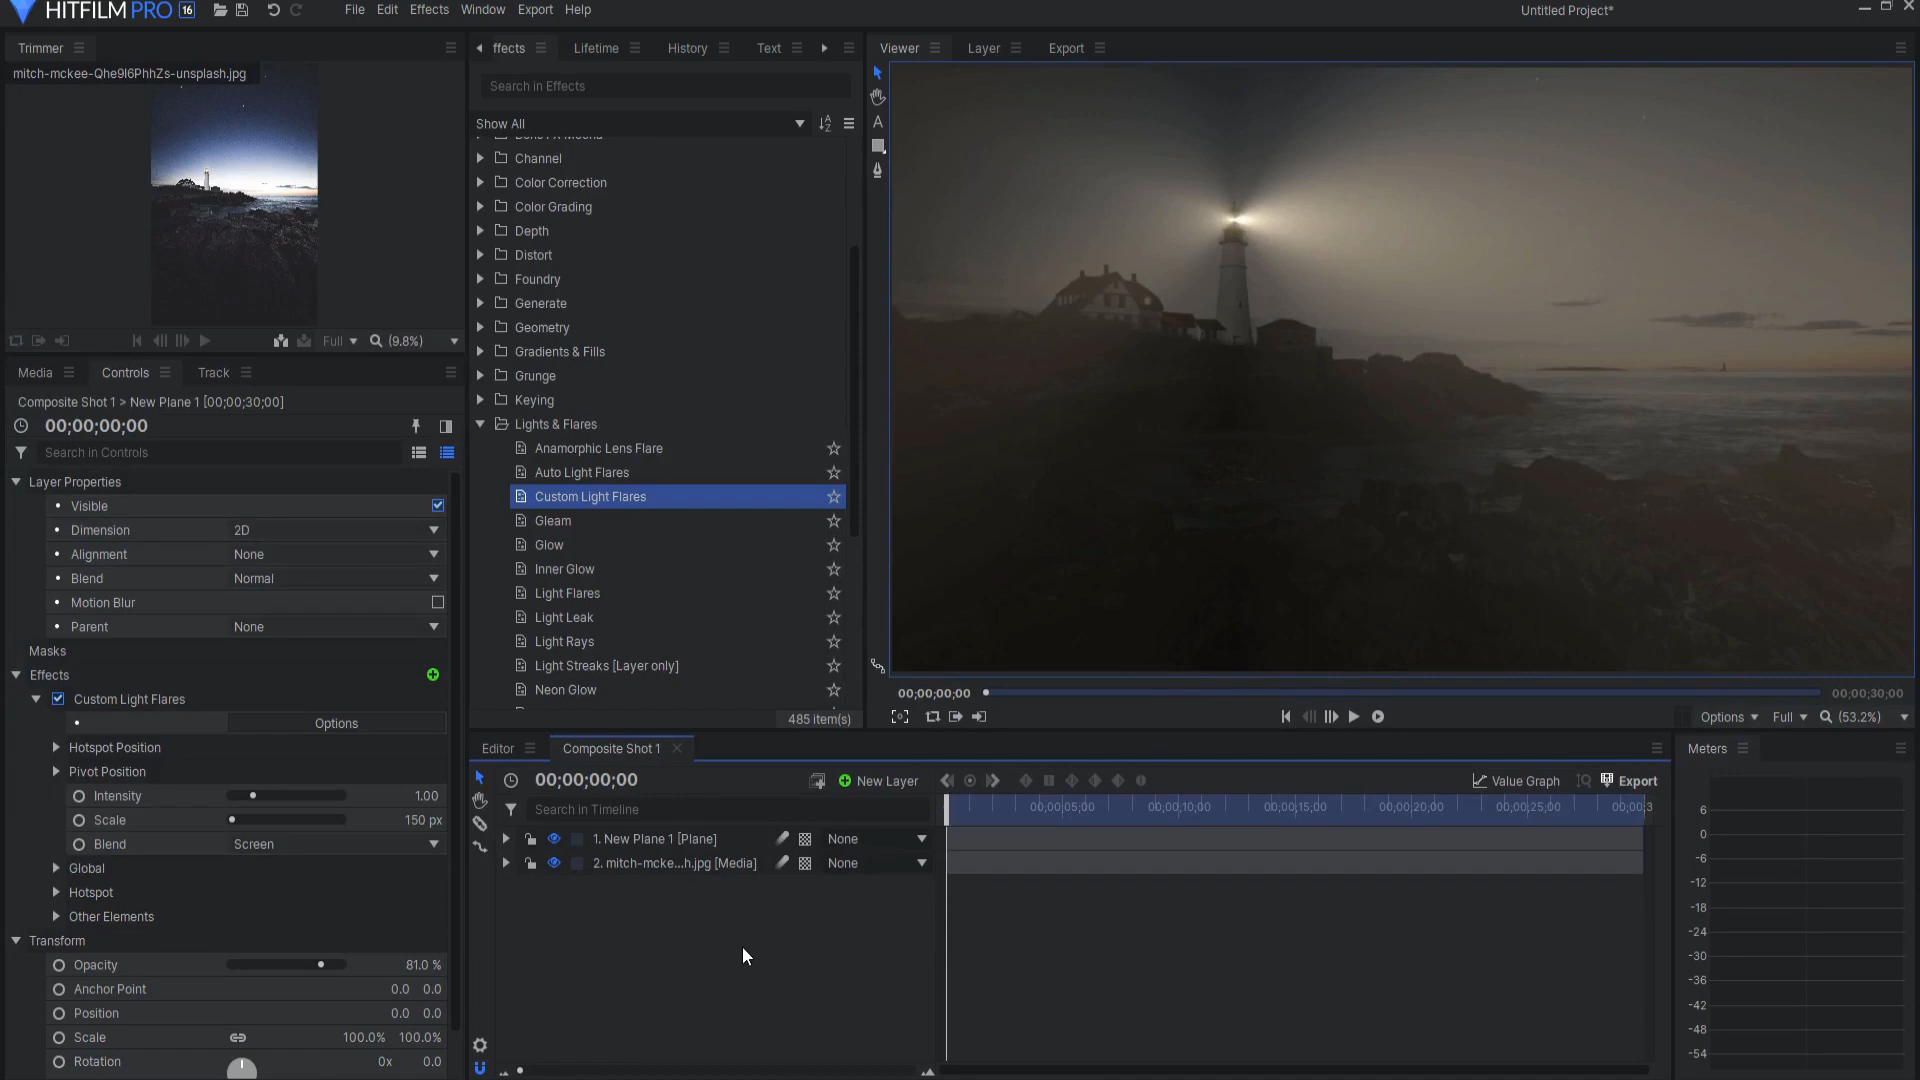 HITFILM PRO 16
File Edit Effects Window Export Help
Untitled Project*
Trimmer
mitch-mckee-Qhe9I6PhhZs-unsplash.jpg
Full (9.8%)
Media Controls Track
Composite Shot 1 > New Plane 1 [00;00;30;00]
00;00;00;00
Search in Controls
Layer Properties
Visible
Dimension 2D
Alignment None
Blend Normal
Motion Blur
Parent None
Masks
Effects
Custom Light Flares
Options
Hotspot Position
Pivot Position
Intensity 1.00
Scale 150 px
Blend Screen
Global
Hotspot
Other Elements
Transform
Opacity 81.0 %
Anchor Point 0.0 0.0
Position 0.0 0.0
Scale 100.0% 100.0%
Rotation 0x 0.0
ffects Lifetime History Text
Search in Effects
Show All
Channel
Color Correction
Color Grading
Depth
Distort
Foundry
Generate
Geometry
Gradients & Fills
Grunge
Keying
Lights & Flares
Anamorphic Lens Flare
Auto Light Flares
Custom Light Flares
Gleam
Glow
Inner Glow
Light Flares
Light Leak
Light Rays
Light Streaks [Layer only]
Neon Glow
485 item(s)
Viewer Layer Export
A
00;00;00;00
00;00;30;00
Options Full (53.2%)
Editor Composite Shot 1
00;00;00;00
New Layer
Value Graph
Export
Search in Timeline
00;00;05;00 00;00;10;00 00;00;15;00 00;00;20;00 00;00;25;00 00;00;3
1. New Plane 1 [Plane] None
2. mitch-mcke...h.jpg [Media] None
Meters
6
0
-6
-12
-18
-24
-30
-36
-42
-48
-54